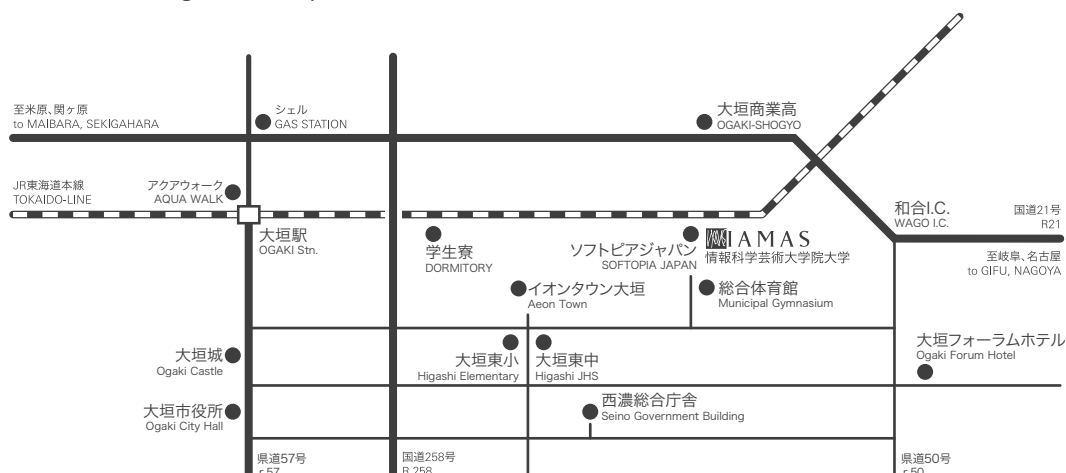 至米原、関ヶ原
to MAIBARA, SEKIGAHARA
シェル
GAS STATION
大垣商業高
OGAKI-SHOGYO
JR東海道本線
TOKAIDO-LINE
アクアウォーク
AQUA WALK
大垣駅
OGAKI Stn.
学生寮
DORMITORY
ソフトピアジャパン
SOFTOPIA JAPAN
IAMAS
情報科学芸術大学院大学
和合I.C.
WAGO I.C.
国道21号
R21
至岐阜、名古屋
to GIFU, NAGOYA
イオンタウン大垣
Aeon Town
総合体育館
Municipal Gymnasium
大垣城
Ogaki Castle
大垣東小
Higashi Elementary
大垣東中
Higashi JHS
大垣フォーラムホテル
Ogaki Forum Hotel
大垣市役所
Ogaki City Hall
西濃総合庁舎
Seino Government Building
県道57号
r.57
国道258号
R.258
県道50号
r.50